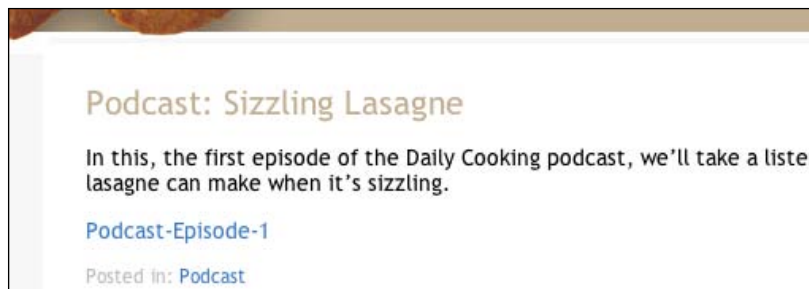 Podcast: Sizzling Lasagne
In this, the first episode of the Daily Cooking podcast, we’ll take a liste
lasagne can make when it’s sizzling.
Podcast-Episode-1
Posted in: Podcast